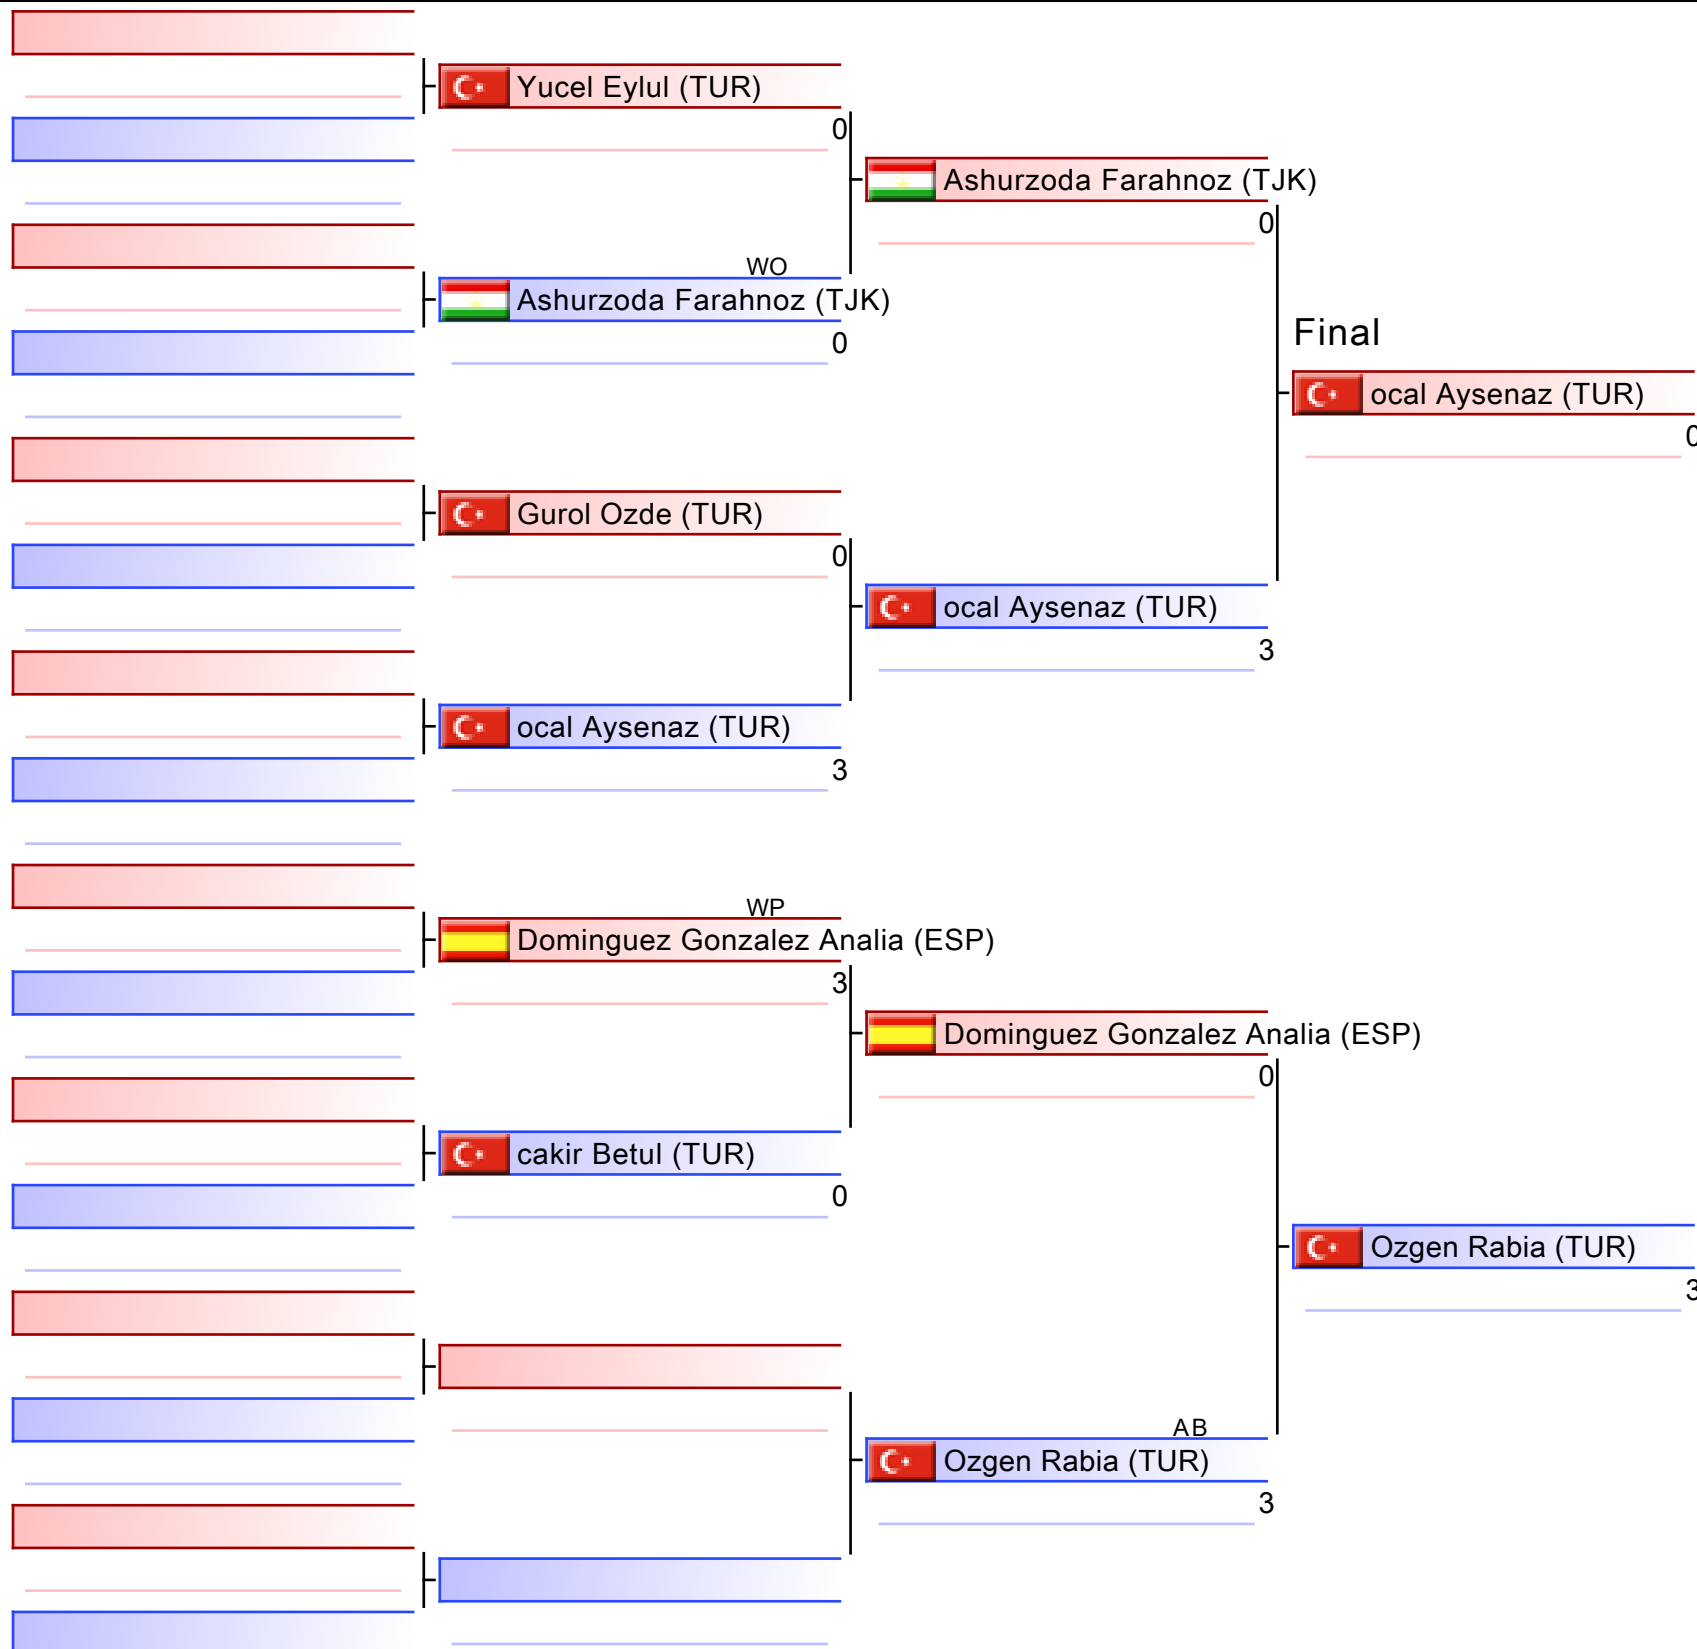 Yucel Eylul (TUR)
0
WO
Ashurzoda Farahnoz (TJK)
0
Gurol Ozde (TUR)
0
ocal Aysenaz (TUR)
3
WP
Dominguez Gonzalez Analia (ESP)
3
cakir Betul (TUR)
0
Ashurzoda Farahnoz (TJK)
0
ocal Aysenaz (TUR)
3
Dominguez Gonzalez Analia (ESP)
0
AB
Ozgen Rabia (TUR)
3
Final
ocal Aysenaz (TUR)
0
Ozgen Rabia (TUR)
3